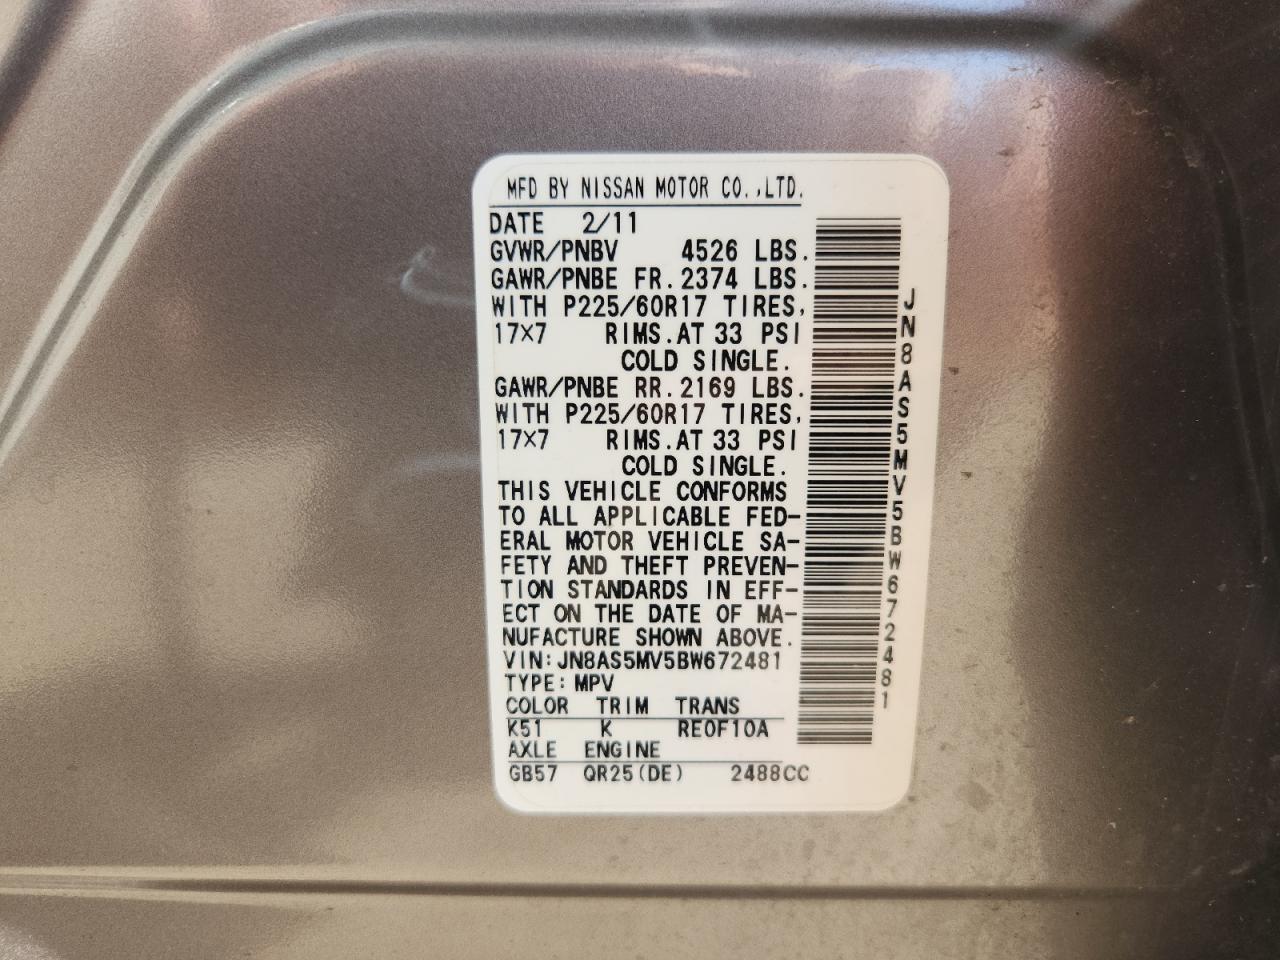 MFD BY NISSAN MOTOR CO.,LTD.
DATE 2/11
GVWR/PNBV 4526 LBS.
GAWR/PNBE FR.2374 LBS.
WITH P225/60R17 TIRES,
17×7 RIMS.AT 33 PSI
COLD SINGLE.
GAWR/PNBE RR.2169 LBS.
WITH P225/60R17 TIRES,
17×7 RIMS.AT 33 PSI
COLD SINGLE.
THIS VEHICLE CONFORMS
TO ALL APPLICABLE FED-
ERAL MOTOR VEHICLE SA-
FETY AND THEFT PREVEN-
TION STANDARDS IN EFF-
ECT ON THE DATE OF MA-
NUFACTURE SHOWN ABOVE.
VIN:JN8AS5MV5BW672481
TYPE:MPV
COLOR TRIM TRANS
K51 K RE0F10A
AXLE ENGINE
GB57 QR25(DE) 2488CC
JN8AS5MV5BW672481